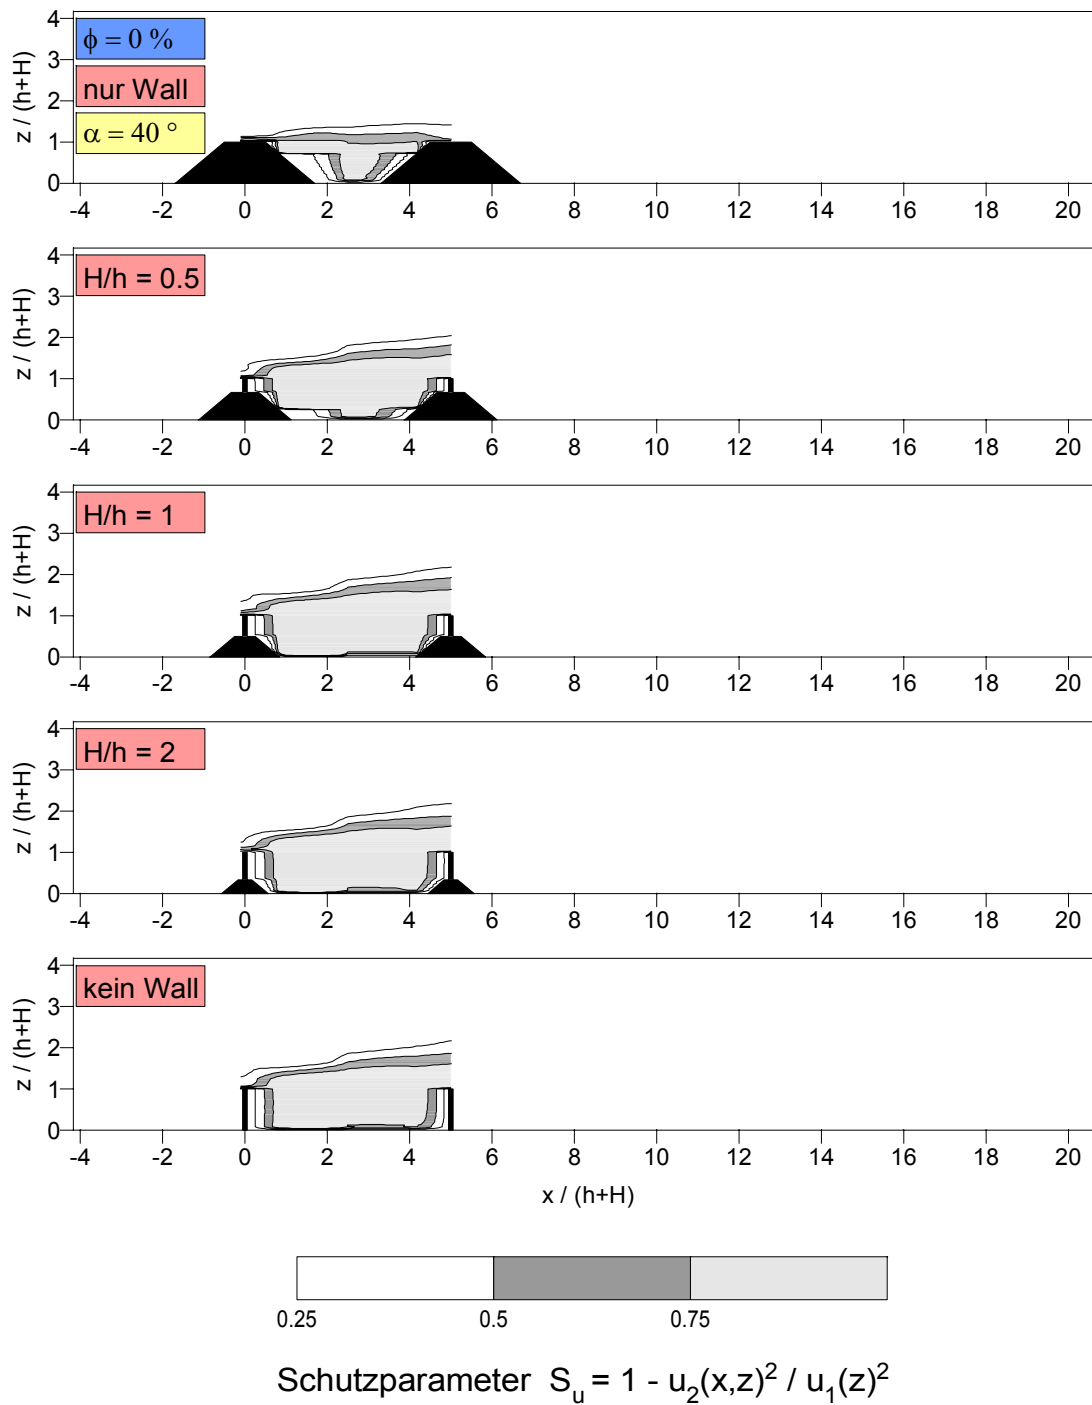 4
3
2
1
0
z / (h+H)
ϕ = 0 %
nur Wall
α = 40 °
-4 -2 0 2 4 6 8 10 12 14 16 18 20
4
3
2
1
0
z / (h+H)
H/h = 0.5
-4 -2 0 2 4 6 8 10 12 14 16 18 20
4
3
2
1
0
z / (h+H)
H/h = 1
-4 -2 0 2 4 6 8 10 12 14 16 18 20
4
3
2
1
0
z / (h+H)
H/h = 2
-4 -2 0 2 4 6 8 10 12 14 16 18 20
4
3
2
1
0
z / (h+H)
kein Wall
-4 -2 0 2 4 6 8 10 12 14 16 18 20
x / (h+H)
0.25 0.5 0.75
Schutzparameter S_u = 1 - u_2(x,z)² / u_1(z)²